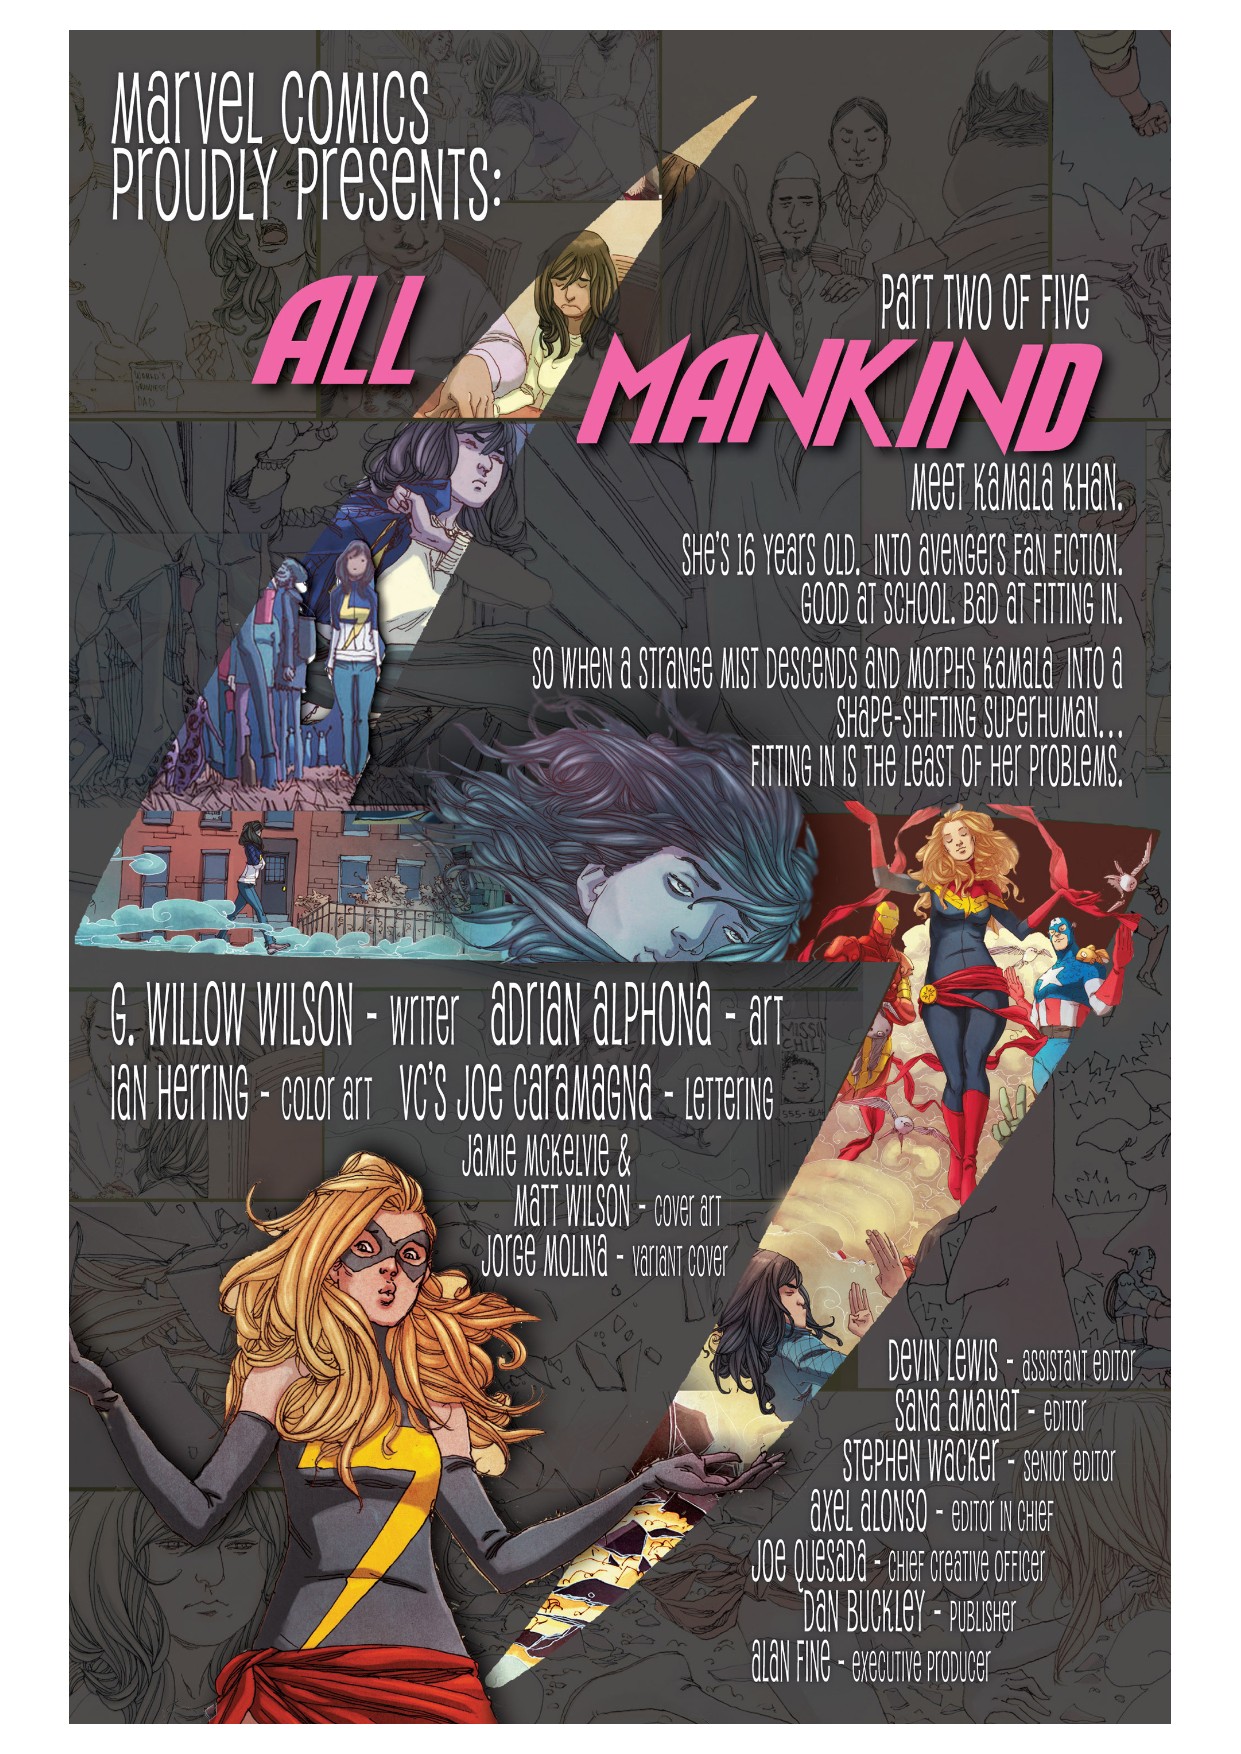 MARVEL COMICS
PROUDLY PRESENTS:
ALL
PART TWO OF FIVE
MANKIND
MEET KAMALA KHAN.
SHE'S 16 YEARS OLD. INTO AVENGERS FAN FICTION.
GOOD AT SCHOOL. BAD AT FITTING IN.
SO WHEN A STRANGE MIST DESCENDS AND MORPHS KAMALA INTO A
SHAPE-SHIFTING SUPERHUMAN...
FITTING IN IS THE LEAST OF HER PROBLEMS.
G. WILLOW WILSON - WRITER ADRIAN ALPHONA - ART
MISSI
CHIL
IAN HERRING - COLOR ART VC'S JOE CARAMAGNA - LETTERING
JAMIE MCKELVIE &
MATT WILSON - COVER ART
JORGE MOLINA - VARIANT COVER
DEVIN LEWIS - ASSISTANT EDITOR
SANA AMANAT - EDITOR
STEPHEN WACKER - SENIOR EDITOR
AXEL ALONSO - EDITOR IN CHIEF
JOE QUESADA - CHIEF CREATIVE OFFICER
DAN BUCKLEY - PUBLISHER
ALAN FINE - EXECUTIVE PRODUCER